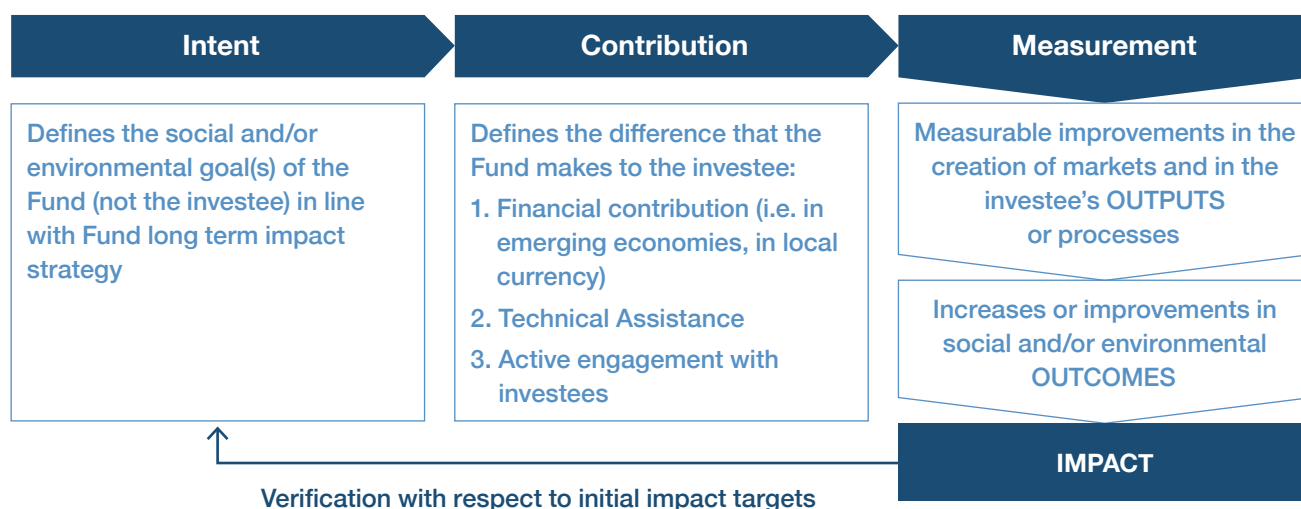 Intent
Contribution
Measurement
Defines the social and/or
environmental goal(s) of the
Fund (not the investee) in line
with Fund long term impact
strategy
Defines the difference that the
Fund makes to the investee:
1. Financial contribution (i.e. in
emerging economies, in local
currency)
2. Technical Assistance
3. Active engagement with
investees
Measurable improvements in the
creation of markets and in the
investee’s OUTPUTS
or processes
Increases or improvements in
social and/or environmental
OUTCOMES
IMPACT
Verification with respect to initial impact targets